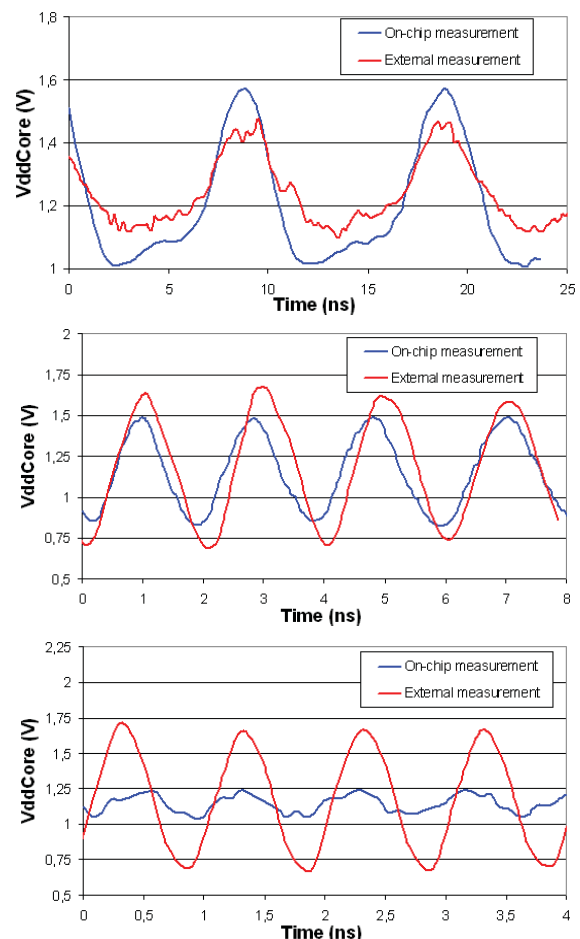 1,8
On-chip measurement
External measurement
1,6
1,4
1,2
1
VddCore (V)
0 5 10 15 20 25
Time (ns)
2
On-chip measurement
External measurement
1,75
1,5
1,25
1
0,75
0,5
VddCore (V)
0 1 2 3 4 5 6 7 8
Time (ns)
2,25
On-chip measurement
External measurement
2
1,75
1,5
1,25
1
0,75
0,5
VddCore (V)
0 0,5 1 1,5 2 2,5 3 3,5 4
Time (ns)